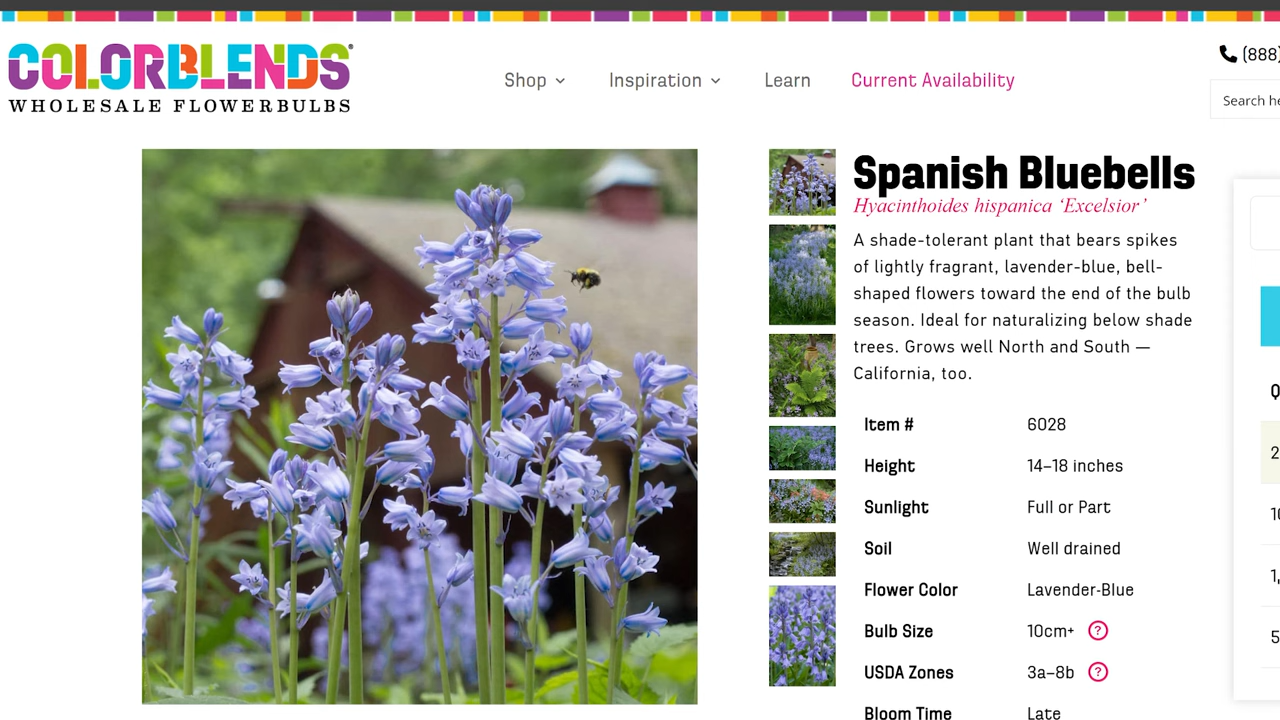 COLORBLENDS
WHOLESALE FLOWERBULBS
Shop
Inspiration
Learn
Current Availability
(888)
Search he
Spanish Bluebells
Hyacinthoides hispanica ‘Excelsior’
A shade-tolerant plant that bears spikes
of lightly fragrant, lavender-blue, bell-
shaped flowers toward the end of the bulb
season. Ideal for naturalizing below shade
trees. Grows well North and South —
California, too.
Item # 6028
Height 14–18 inches
Sunlight Full or Part
Soil Well drained
Flower Color Lavender-Blue
Bulb Size 10cm+ ?
USDA Zones 3a–8b ?
Bloom Time Late